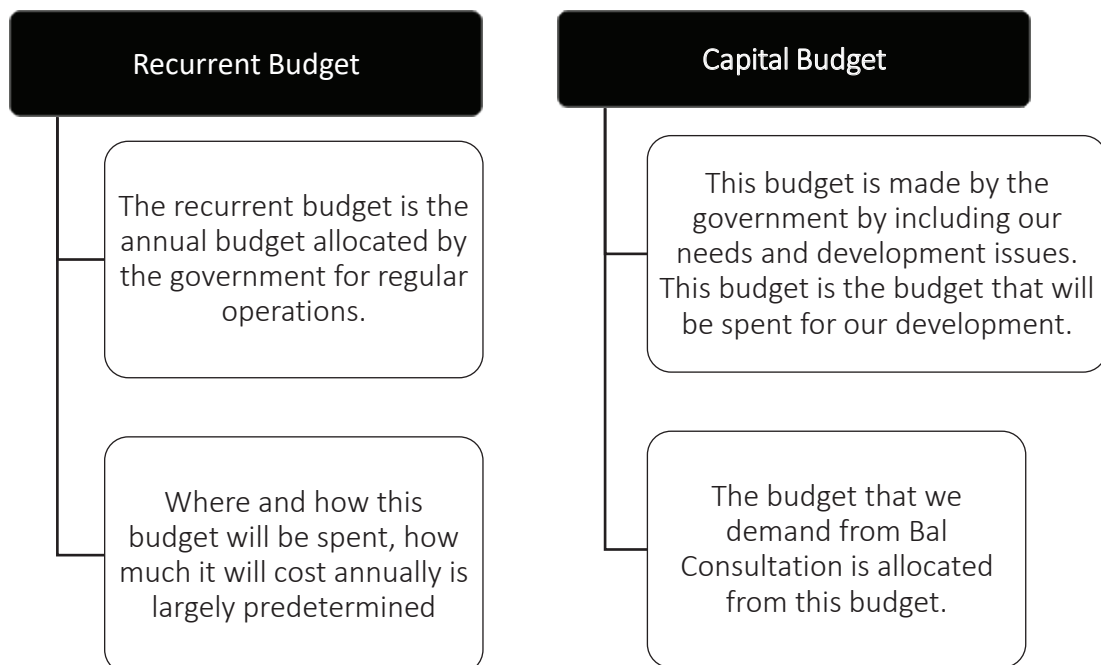 Recurrent Budget
The recurrent budget is the
annual budget allocated by
the government for regular
operations.
Where and how this
budget will be spent, how
much it will cost annually is
largely predetermined
Capital Budget
This budget is made by the
government by including our
needs and development issues.
This budget is the budget that will
be spent for our development.
The budget that we
demand from Bal
Consultation is allocated
from this budget.